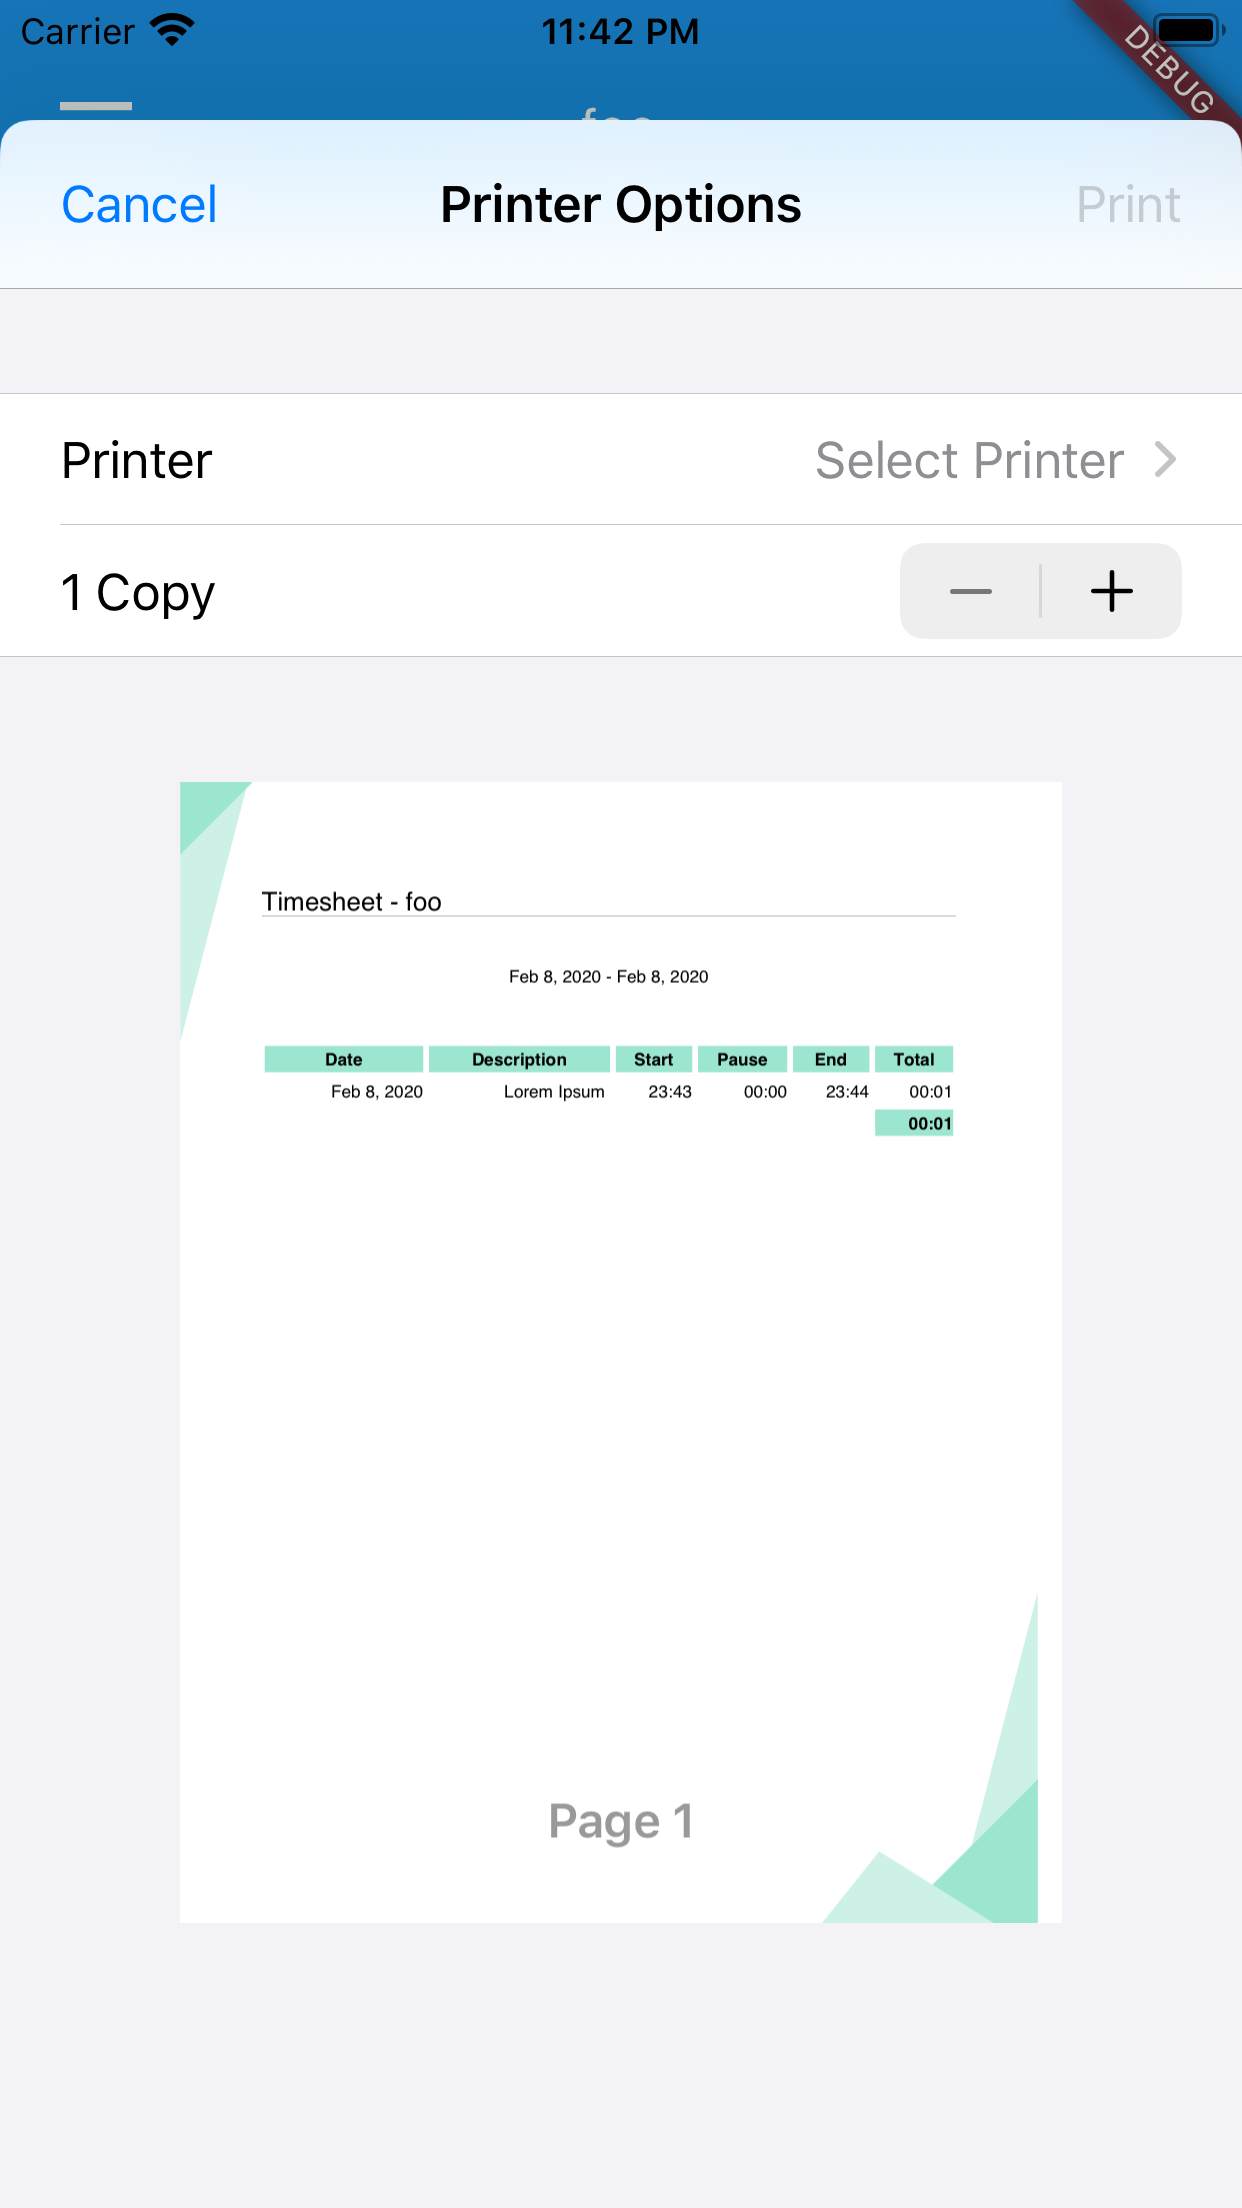 Carrier 11:42 PM
DEBUG
Cancel Printer Options Print
Printer Select Printer
1 Copy
Timesheet - foo
Feb 8, 2020 - Feb 8, 2020
Date Description Start Pause End Total
Feb 8, 2020 Lorem Ipsum 23:43 00:00 23:44 00:01
00:01
Page 1